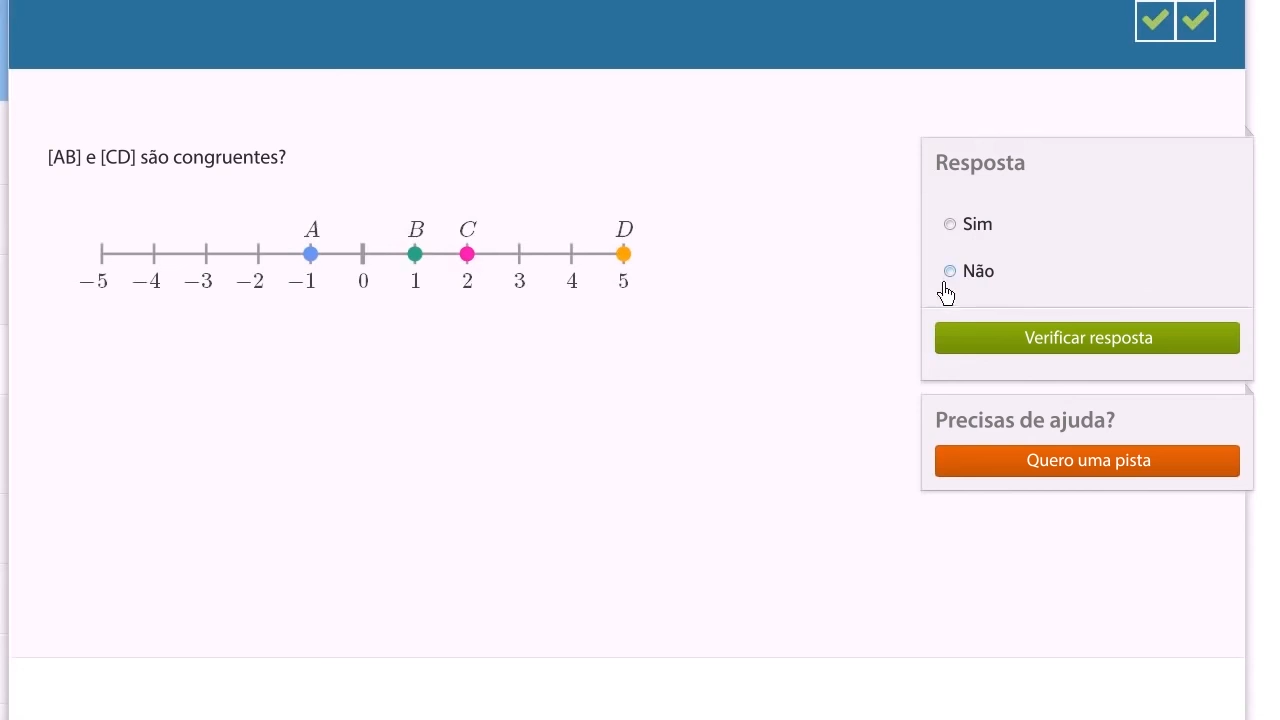 [AB] e [CD] são congruentes?
A B C D
−5 −4 −3 −2 −1 0 1 2 3 4 5
Resposta
Sim
Não
Verificar resposta
Precisas de ajuda?
Quero uma pista